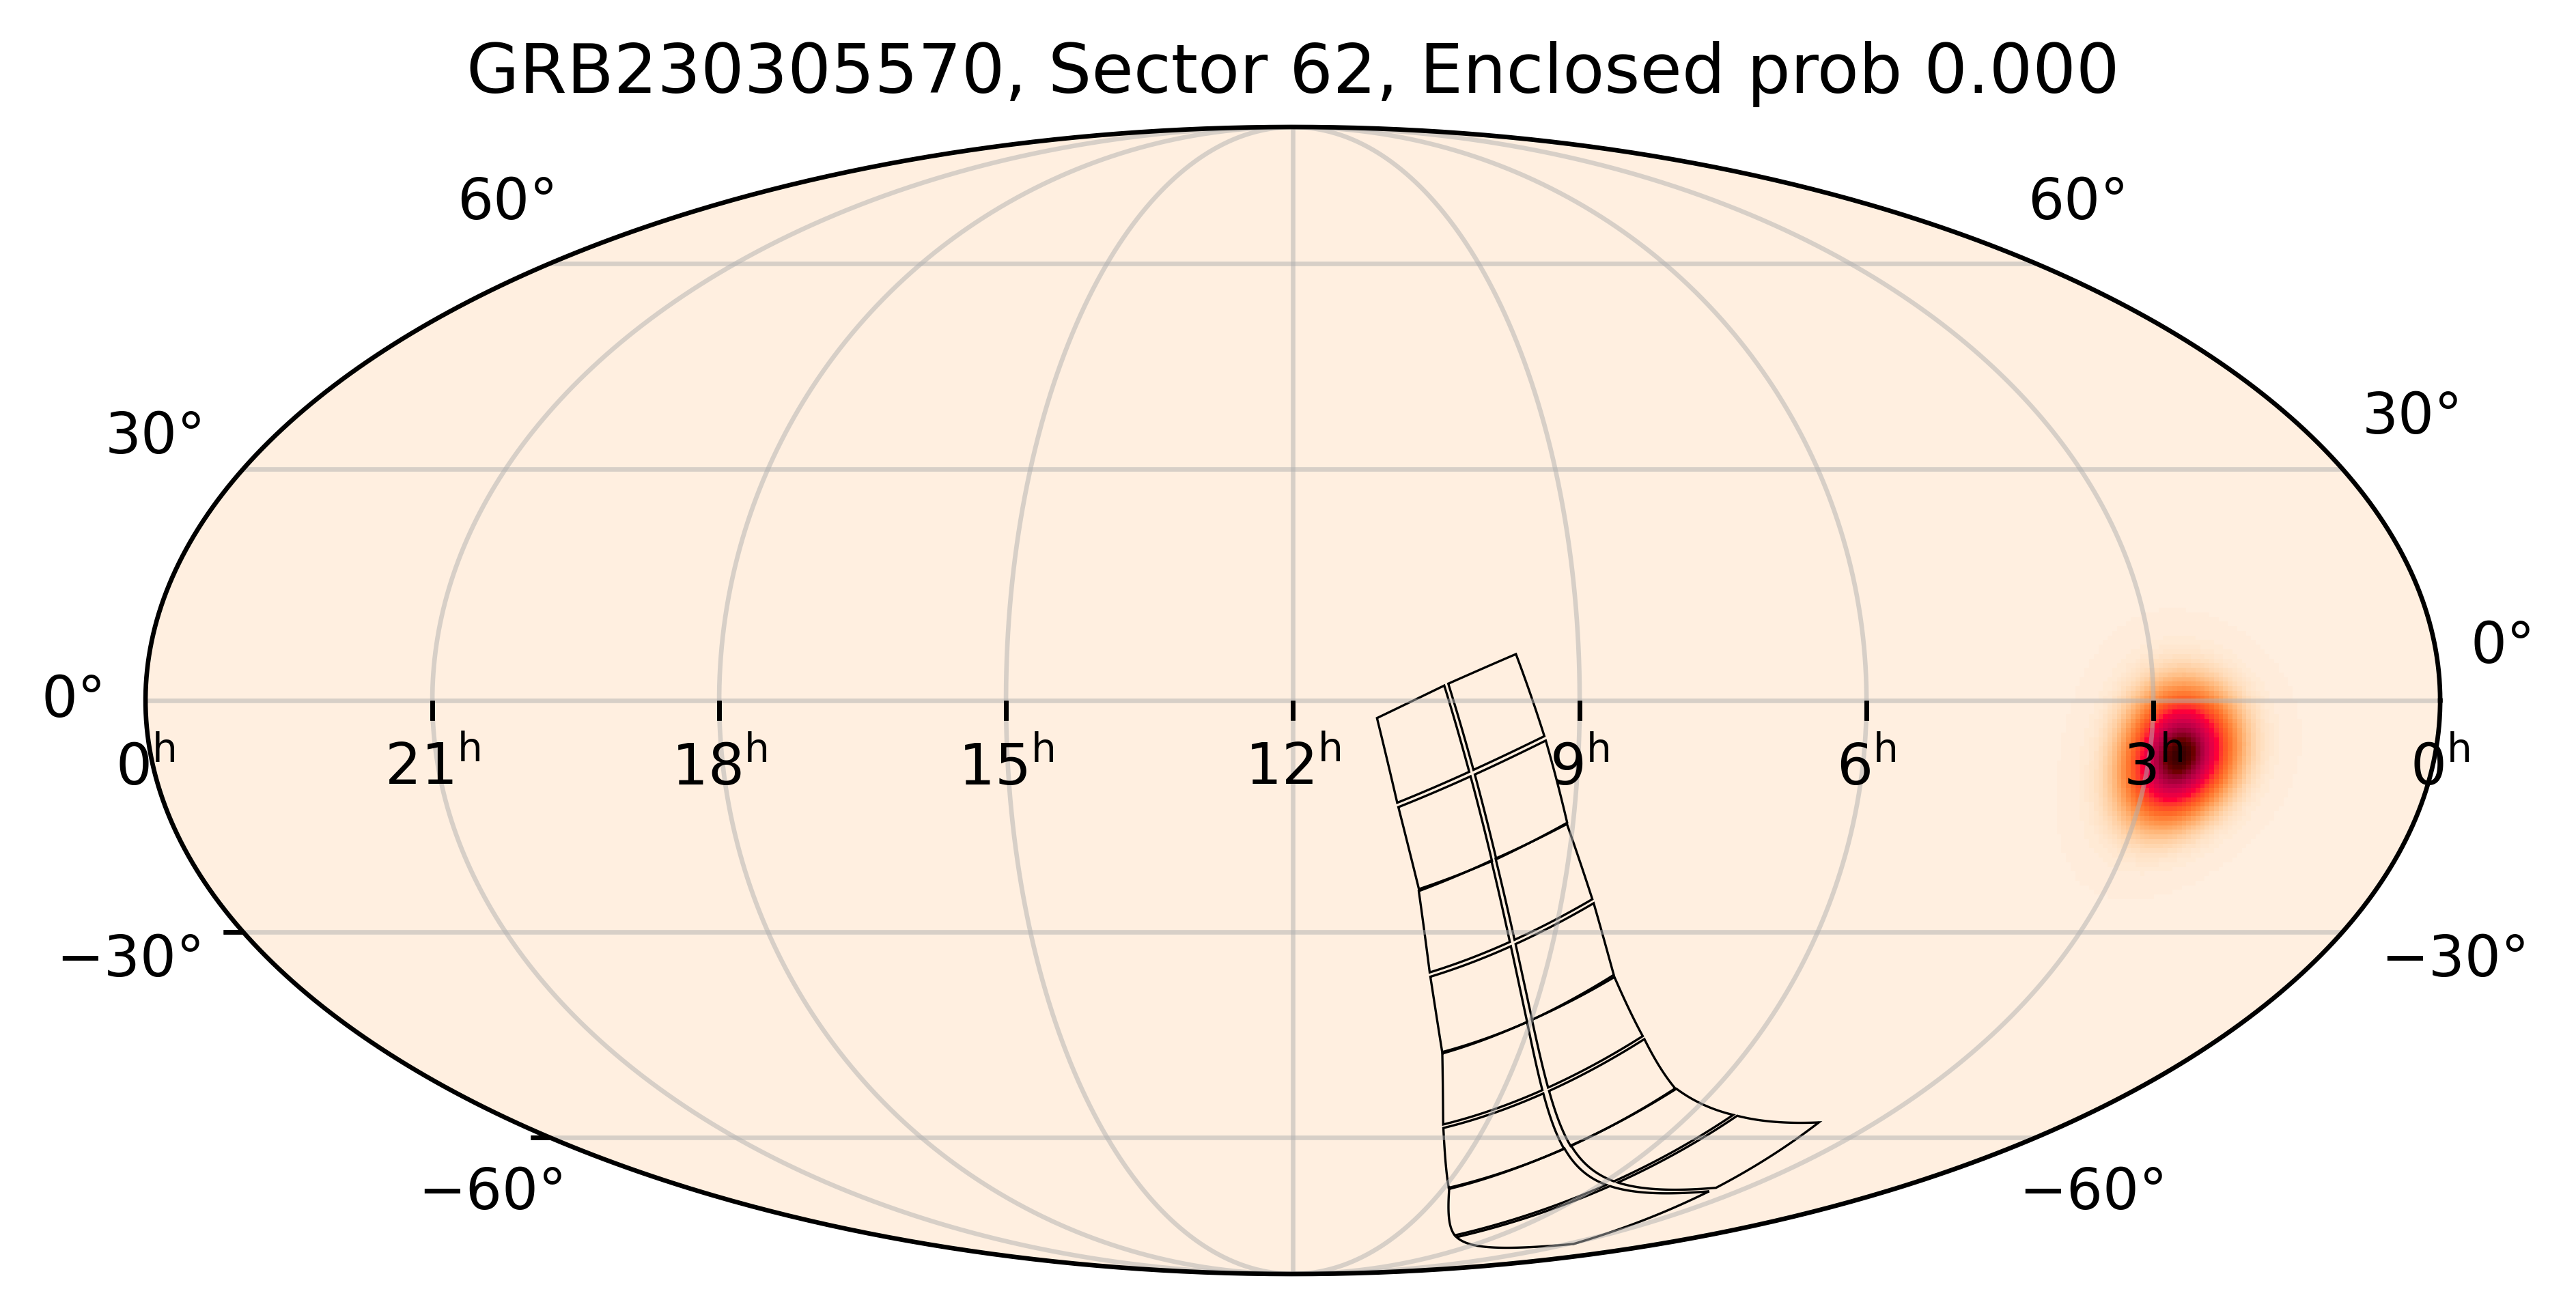 GRB230305570, Sector 62, Enclosed prob 0.000
60° 60°
30° 30°
0° 0°
0ʰ 21ʰ 18ʰ 15ʰ 12ʰ 9ʰ 6ʰ 3ʰ 0ʰ
−30° −30°
−60° −60°